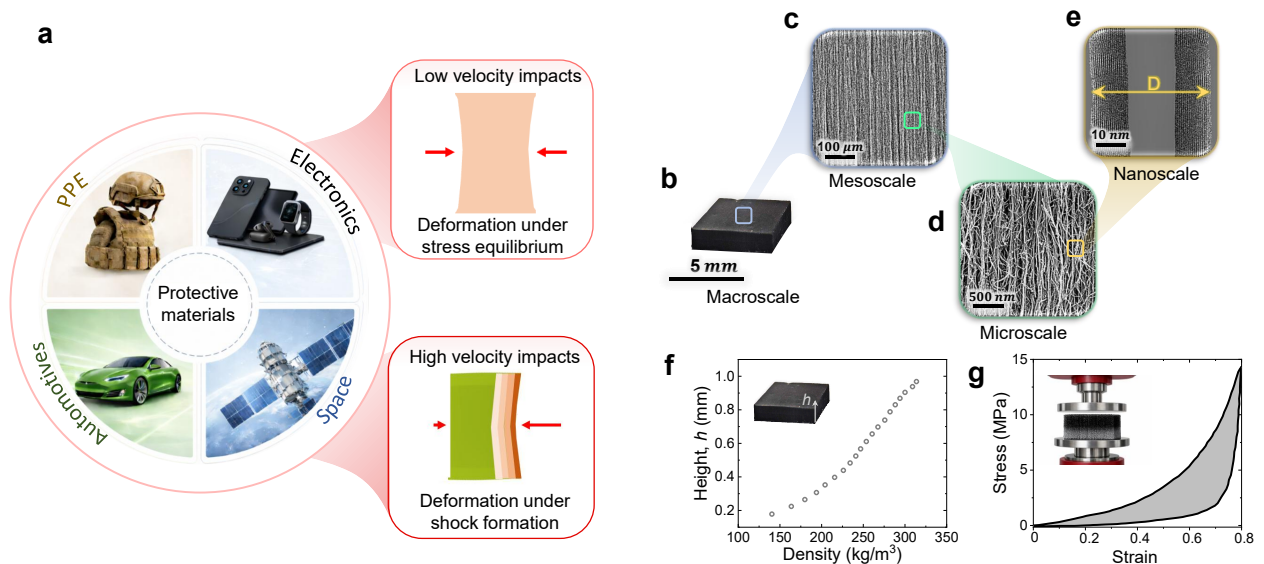 a
PPE
Electronics
Automotives
Space
Protective
materials
Low velocity impacts
Deformation under
stress equilibrium
High velocity impacts
Deformation under
shock formation
b
5 mm
Macroscale
c
100 μm
Mesoscale
d
500 nm
Microscale
e
D
10 nm
Nanoscale
f
h
Height, h (mm)
1.0
0.8
0.6
0.4
0.2
100
150
200
250
300
350
Density (kg/m³)
g
Stress (MPa)
15
10
5
0
0.0
0.2
0.4
0.6
0.8
Strain